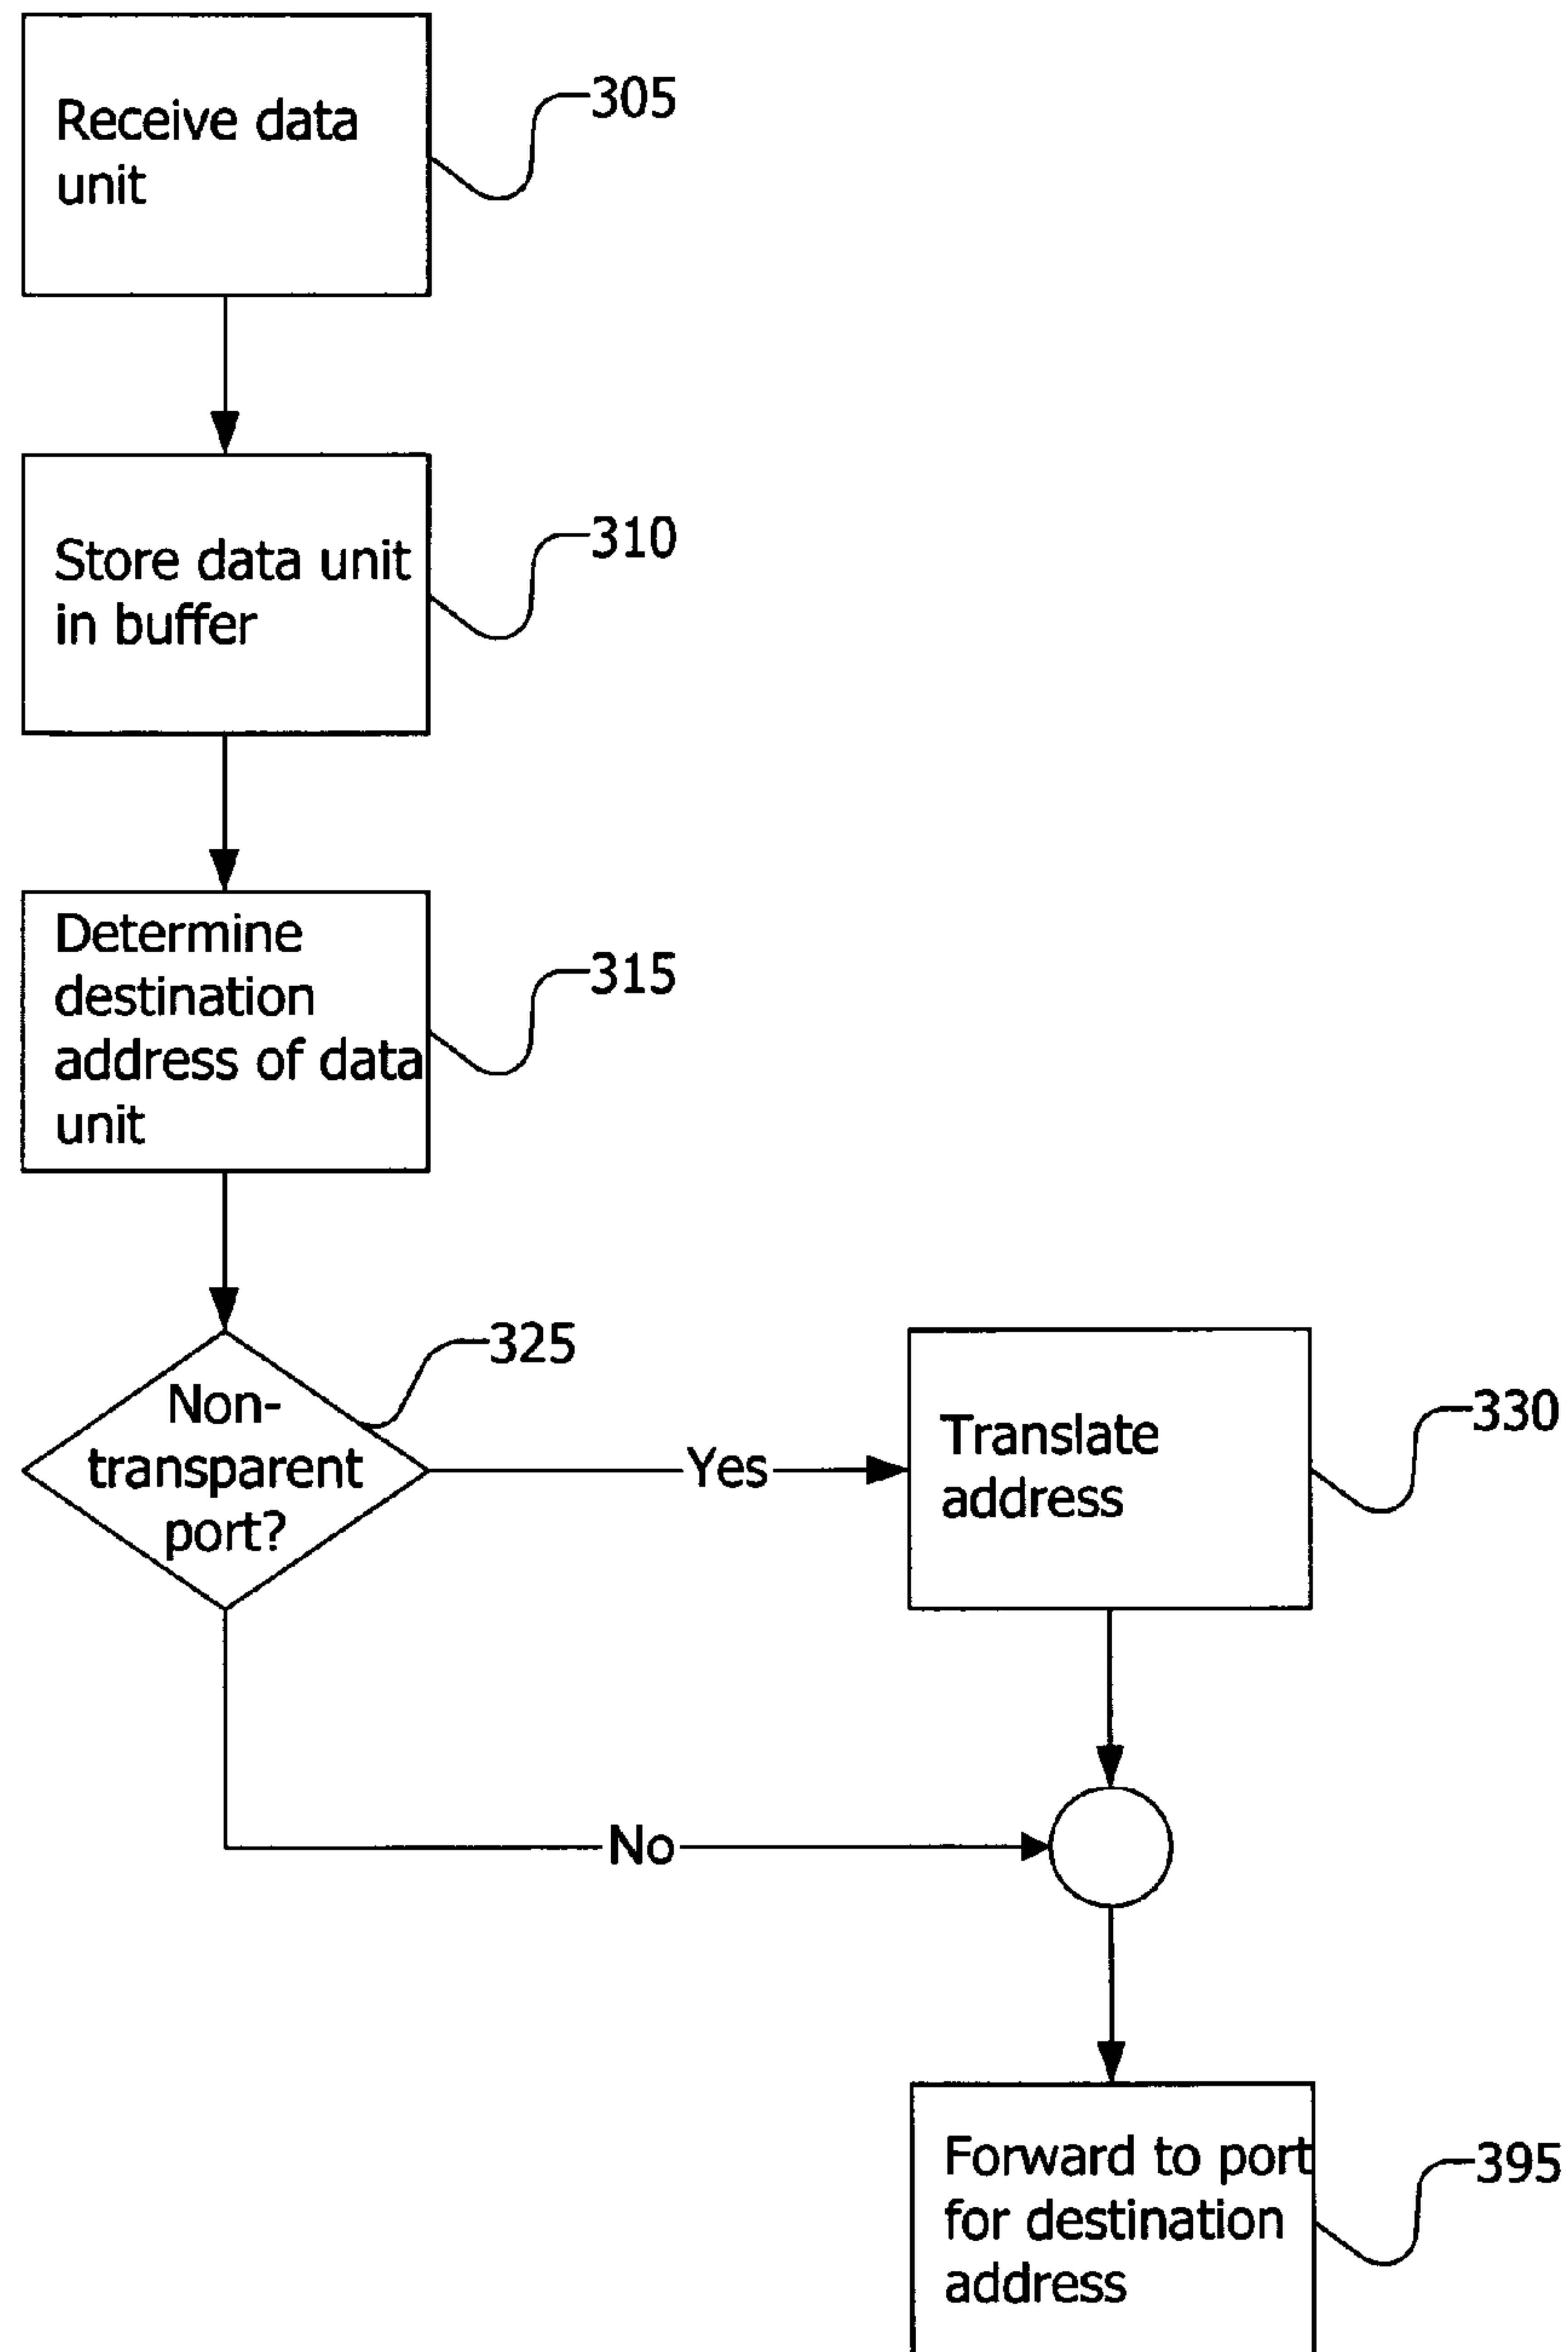 Receive data
unit
305
Store data unit
in buffer
310
Determine
destination
address of data
unit
315
Non-
transparent
port?
325
Yes
Translate
address
330
No
Forward to port
for destination
address
395